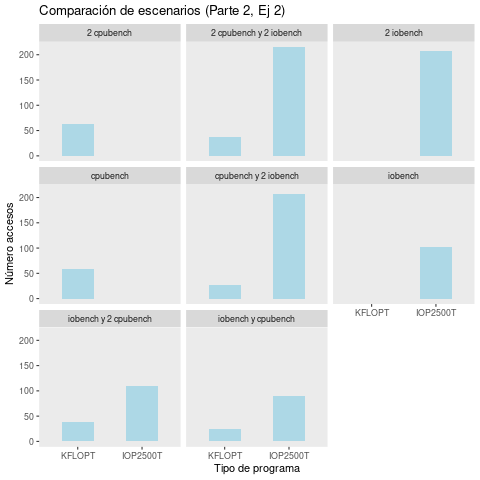 Comparación de escenarios (Parte 2, Ej 2)
2 cpubench
2 cpubench y 2 iobench
2 iobench
200
150
100
50
0
cpubench
cpubench y 2 iobench
iobench
200
150
100
50
0
KFLOPT
IOP2500T
iobench y 2 cpubench
iobench y cpubench
200
150
100
50
0
KFLOPT
IOP2500T
KFLOPT
IOP2500T
Número accesos
Tipo de programa